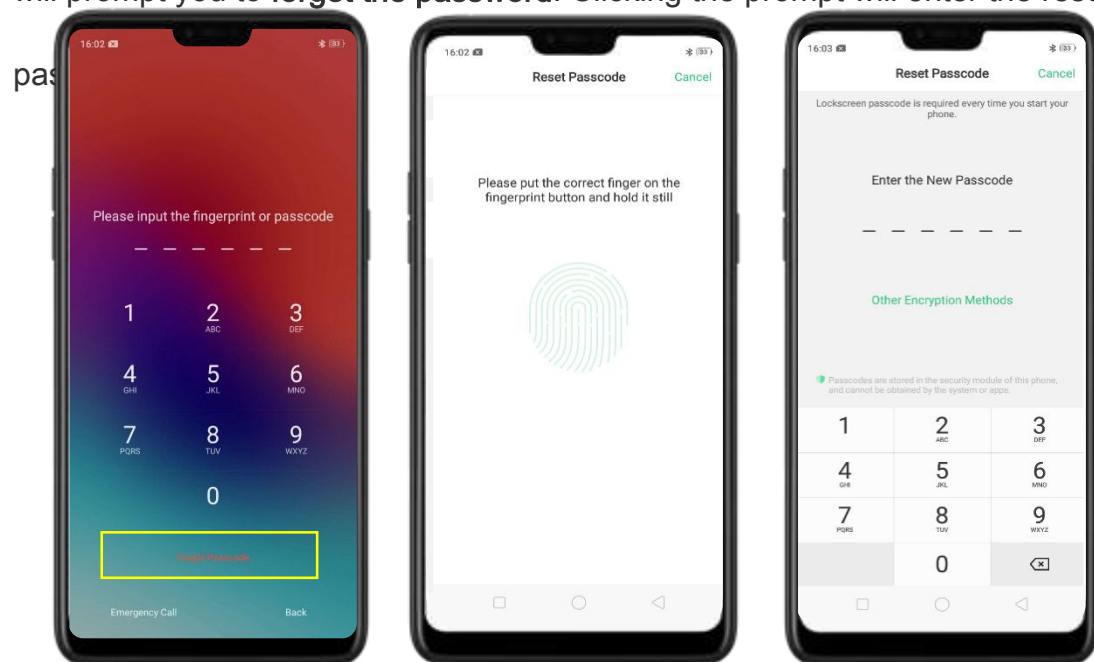 will prompt you to forget the password. Clicking the prompt will enter the rese
pas
16:02
33
Please input the fingerprint or passcode
1 2 3
ABC DEF
4 5 6
GHI JKL MNO
7 8 9
PQRS TUV WXYZ
0
Forgot Passcode
Emergency Call Back
16:02
33
Reset Passcode Cancel
Please put the correct finger on the
fingerprint button and hold it still
16:03
33
Reset Passcode Cancel
Lockscreen passcode is required every time you start your
phone.
Enter the New Passcode
Other Encryption Methods
Passcodes are stored in the security module of this phone,
and cannot be obtained by the system or apps.
1 2 3
ABC DEF
4 5 6
GHI JKL MNO
7 8 9
PQRS TUV WXYZ
0